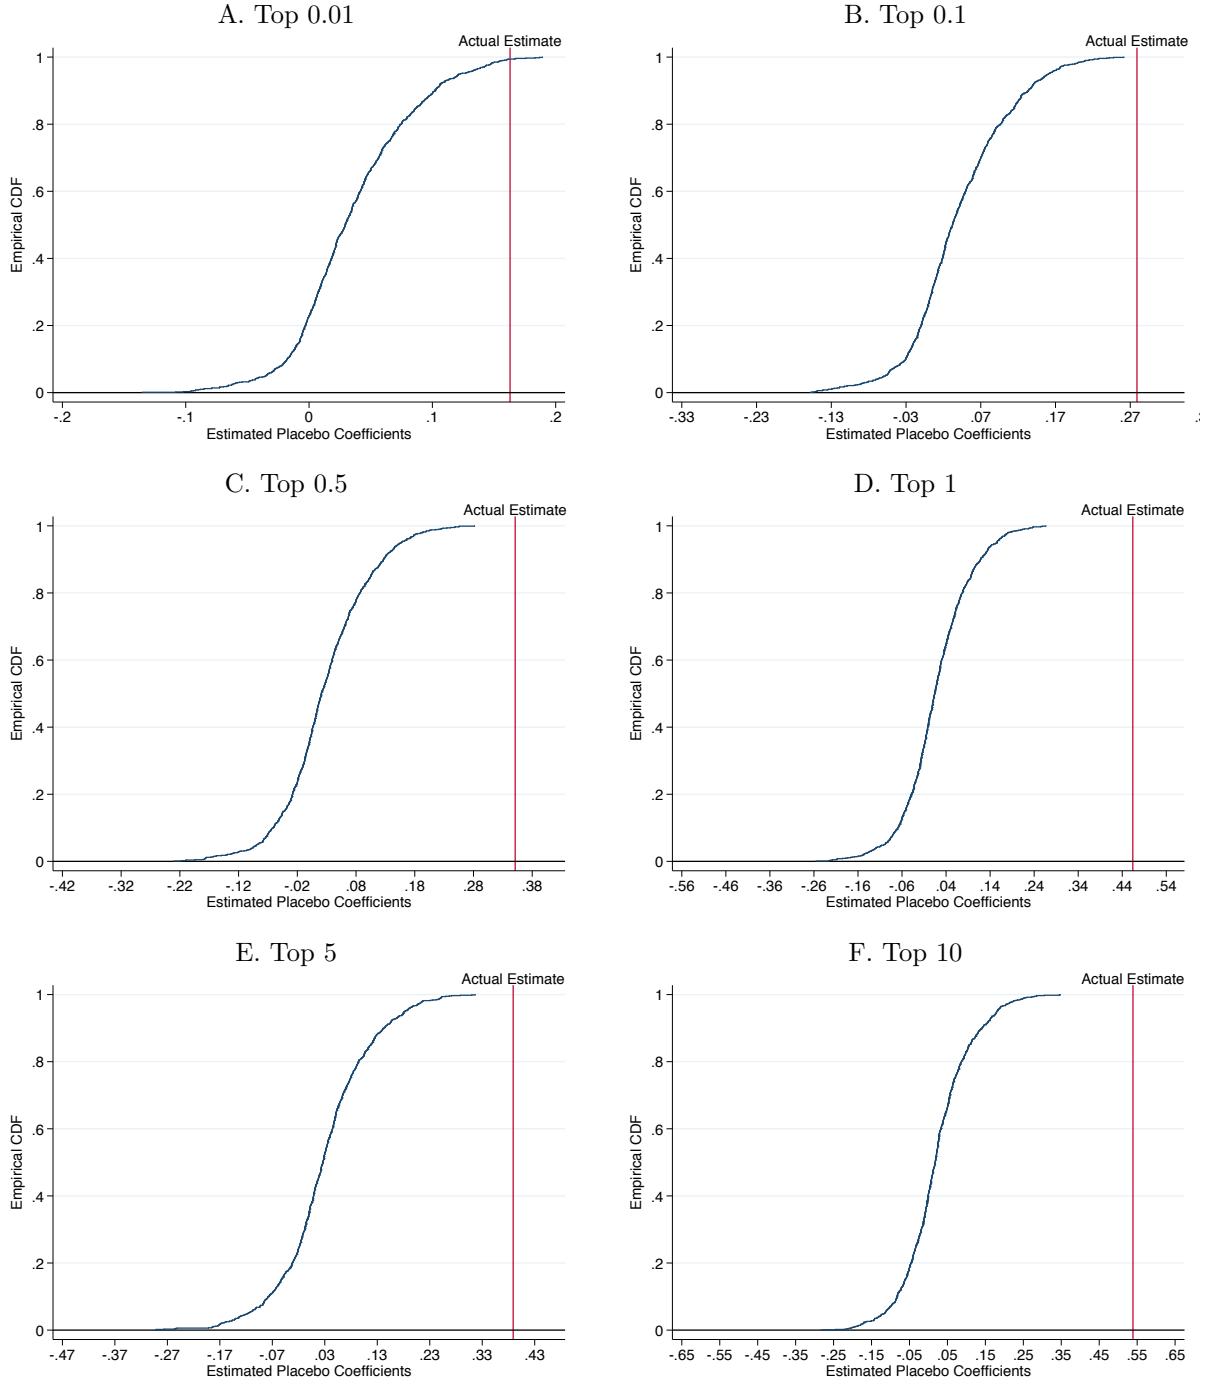 A. Top 0.01
Actual Estimate
Empirical CDF
1
.8
.6
.4
.2
0
-.2 -.1 0 .1 .2
Estimated Placebo Coefficients
B. Top 0.1
Actual Estimate
Empirical CDF
1
.8
.6
.4
.2
0
-.33 -.23 -.13 -.03 .07 .17 .27
Estimated Placebo Coefficients
C. Top 0.5
Actual Estimate
Empirical CDF
1
.8
.6
.4
.2
0
-.42 -.32 -.22 -.12 -.02 .08 .18 .28 .38
Estimated Placebo Coefficients
D. Top 1
Actual Estimate
Empirical CDF
1
.8
.6
.4
.2
0
-.56 -.46 -.36 -.26 -.16 -.06 .04 .14 .24 .34 .44 .54
Estimated Placebo Coefficients
E. Top 5
Actual Estimate
Empirical CDF
1
.8
.6
.4
.2
0
-.47 -.37 -.27 -.17 -.07 .03 .13 .23 .33 .43
Estimated Placebo Coefficients
F. Top 10
Actual Estimate
Empirical CDF
1
.8
.6
.4
.2
0
-.65 -.55 -.45 -.35 -.25 -.15 -.05 .05 .15 .25 .35 .45 .55 .65
Estimated Placebo Coefficients